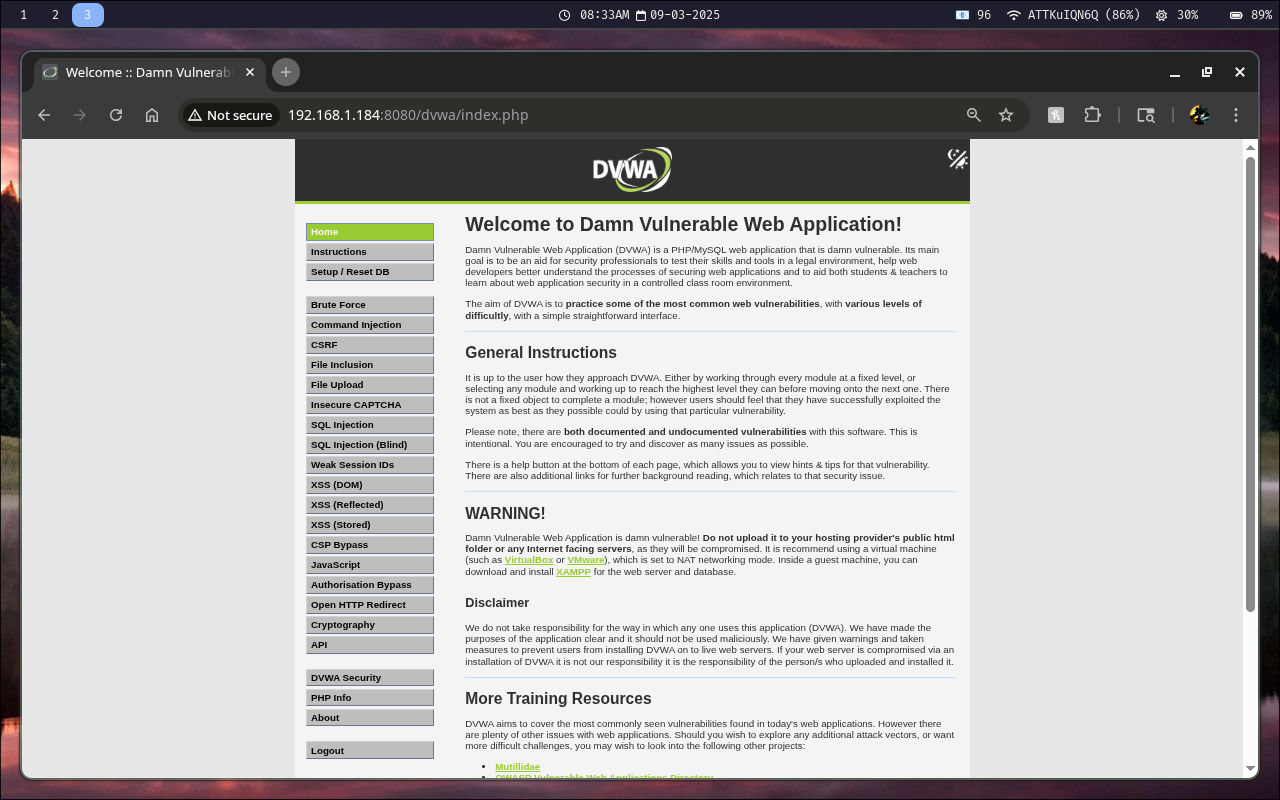 1 2 3 08:33AM 09-03-2025 96 ATTKuIQN6Q (86%) 30% 89%
Welcome :: Damn Vulnerab
Not secure 192.168.1.184:8080/dvwa/index.php
DVWA
Home
Instructions
Setup / Reset DB
Brute Force
Command Injection
CSRF
File Inclusion
File Upload
Insecure CAPTCHA
SQL Injection
SQL Injection (Blind)
Weak Session IDs
XSS (DOM)
XSS (Reflected)
XSS (Stored)
CSP Bypass
JavaScript
Authorisation Bypass
Open HTTP Redirect
Cryptography
API
DVWA Security
PHP Info
About
Logout
Welcome to Damn Vulnerable Web Application!
Damn Vulnerable Web Application (DVWA) is a PHP/MySQL web application that is damn vulnerable. Its main
goal is to be an aid for security professionals to test their skills and tools in a legal environment, help web
developers better understand the processes of securing web applications and to aid both students & teachers to
learn about web application security in a controlled class room environment.
The aim of DVWA is to practice some of the most common web vulnerabilities, with various levels of
difficultly, with a simple straightforward interface.
General Instructions
It is up to the user how they approach DVWA. Either by working through every module at a fixed level, or
selecting any module and working up to reach the highest level they can before moving onto the next one. There
is not a fixed object to complete a module; however users should feel that they have successfully exploited the
system as best as they possible could by using that particular vulnerability.
Please note, there are both documented and undocumented vulnerabilities with this software. This is
intentional. You are encouraged to try and discover as many issues as possible.
There is a help button at the bottom of each page, which allows you to view hints & tips for that vulnerability.
There are also additional links for further background reading, which relates to that security issue.
WARNING!
Damn Vulnerable Web Application is damn vulnerable! Do not upload it to your hosting provider's public html
folder or any Internet facing servers, as they will be compromised. It is recommend using a virtual machine
(such as VirtualBox or VMware), which is set to NAT networking mode. Inside a guest machine, you can
download and install XAMPP for the web server and database.
Disclaimer
We do not take responsibility for the way in which any one uses this application (DVWA). We have made the
purposes of the application clear and it should not be used maliciously. We have given warnings and taken
measures to prevent users from installing DVWA on to live web servers. If your web server is compromised via an
installation of DVWA it is not our responsibility it is the responsibility of the person/s who uploaded and installed it.
More Training Resources
DVWA aims to cover the most commonly seen vulnerabilities found in today's web applications. However there
are plenty of other issues with web applications. Should you wish to explore any additional attack vectors, or want
more difficult challenges, you may wish to look into the following other projects:
Mutillidae
OWASP Vulnerable Web Applications Directory